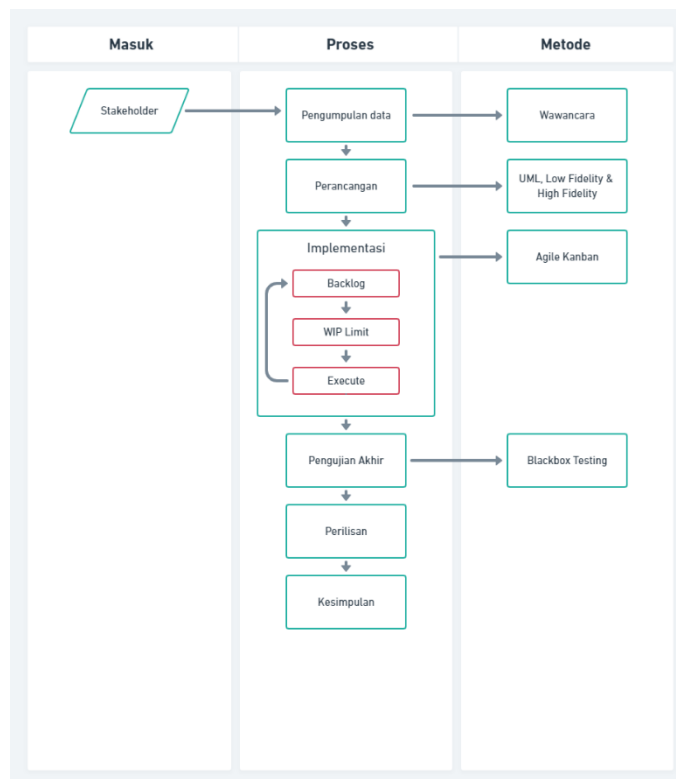 Masuk
Proses
Metode
Stakeholder
Pengumpulan data
Wawancara
Perancangan
UML, Low Fidelity &
High Fidelity
Implementasi
Agile Kanban
Backlog
WIP Limit
Execute
Pengujian Akhir
Blackbox Testing
Perilisan
Kesimpulan